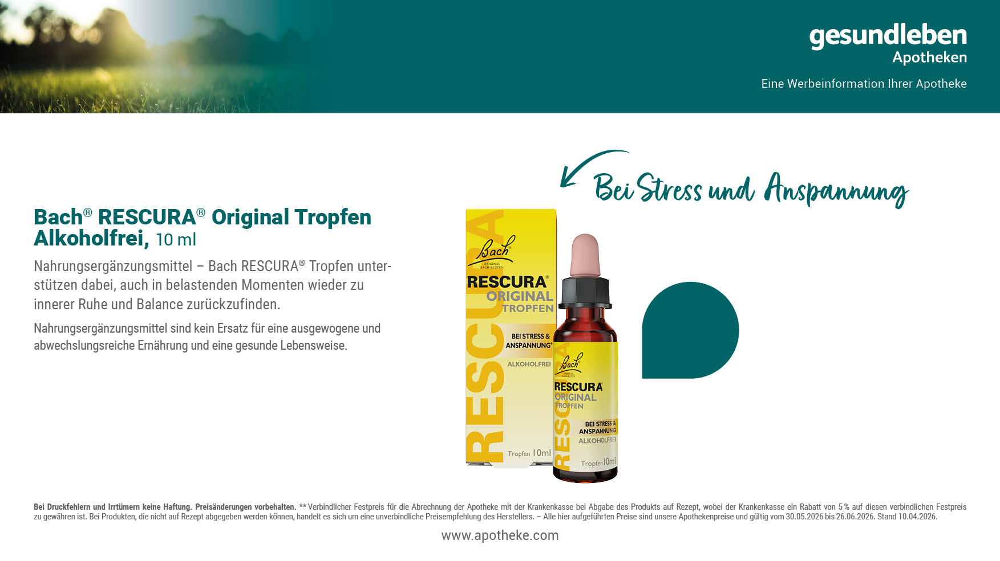 gesundleben
Apotheken
Eine Werbeinformation Ihrer Apotheke
Bei Stress und Anspannung
Bach® RESCURA® Original Tropfen
Alkoholfrei, 10 ml
Nahrungsergänzungsmittel – Bach RESCURA® Tropfen unter-
stützen dabei, auch in belastenden Momenten wieder zu
innerer Ruhe und Balance zurückzufinden.
Nahrungsergänzungsmittel sind kein Ersatz für eine ausgewogene und
abwechslungsreiche Ernährung und eine gesunde Lebensweise.
RESCURA
Bach®
ORIGINAL
BACH-BLÜTEN
RESCURA®
ORIGINAL
TROPFEN
BEI STRESS &
ANSPANNUNG*
ALKOHOLFREI
Tropfen 10ml
RESCURA
Bach®
ORIGINAL
BACH-BLÜTEN
RESCURA®
ORIGINAL
TROPFEN
BEI STRESS &
ANSPANNUNG
ALKOHOLFREI
Tropfen 10ml
Bei Druckfehlern und Irrtümern keine Haftung. Preisänderungen vorbehalten. ** Verbindlicher Festpreis für die Abrechnung der Apotheke mit der Krankenkasse bei Abgabe des Produkts auf Rezept, wobei der Krankenkasse ein Rabatt von 5 % auf diesen verbindlichen Festpreis
zu gewähren ist. Bei Produkten, die nicht auf Rezept abgegeben werden können, handelt es sich um eine unverbindliche Preisempfehlung des Herstellers. – Alle hier aufgeführten Preise sind unsere Apothekenpreise und gültig vom 30.05.2026 bis 26.06.2026. Stand 10.04.2026.
www.apotheke.com